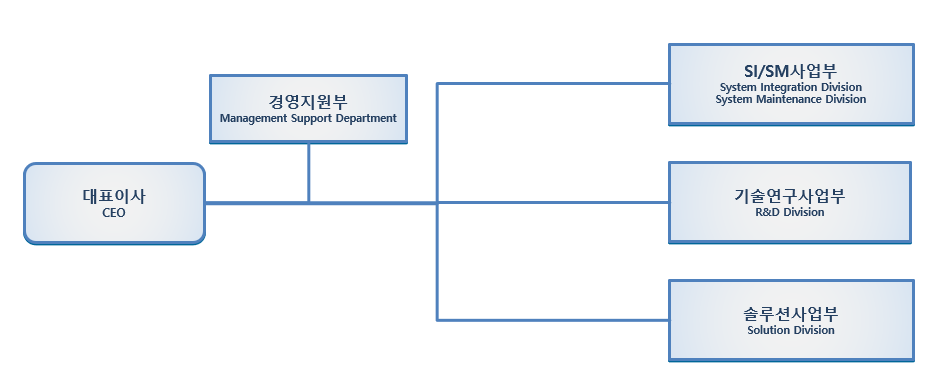 대표이사
CEO
경영지원부
Management Support Department
SI/SM사업부
System Integration Division
System Maintenance Division
기술연구사업부
R&D Division
솔루션사업부
Solution Division